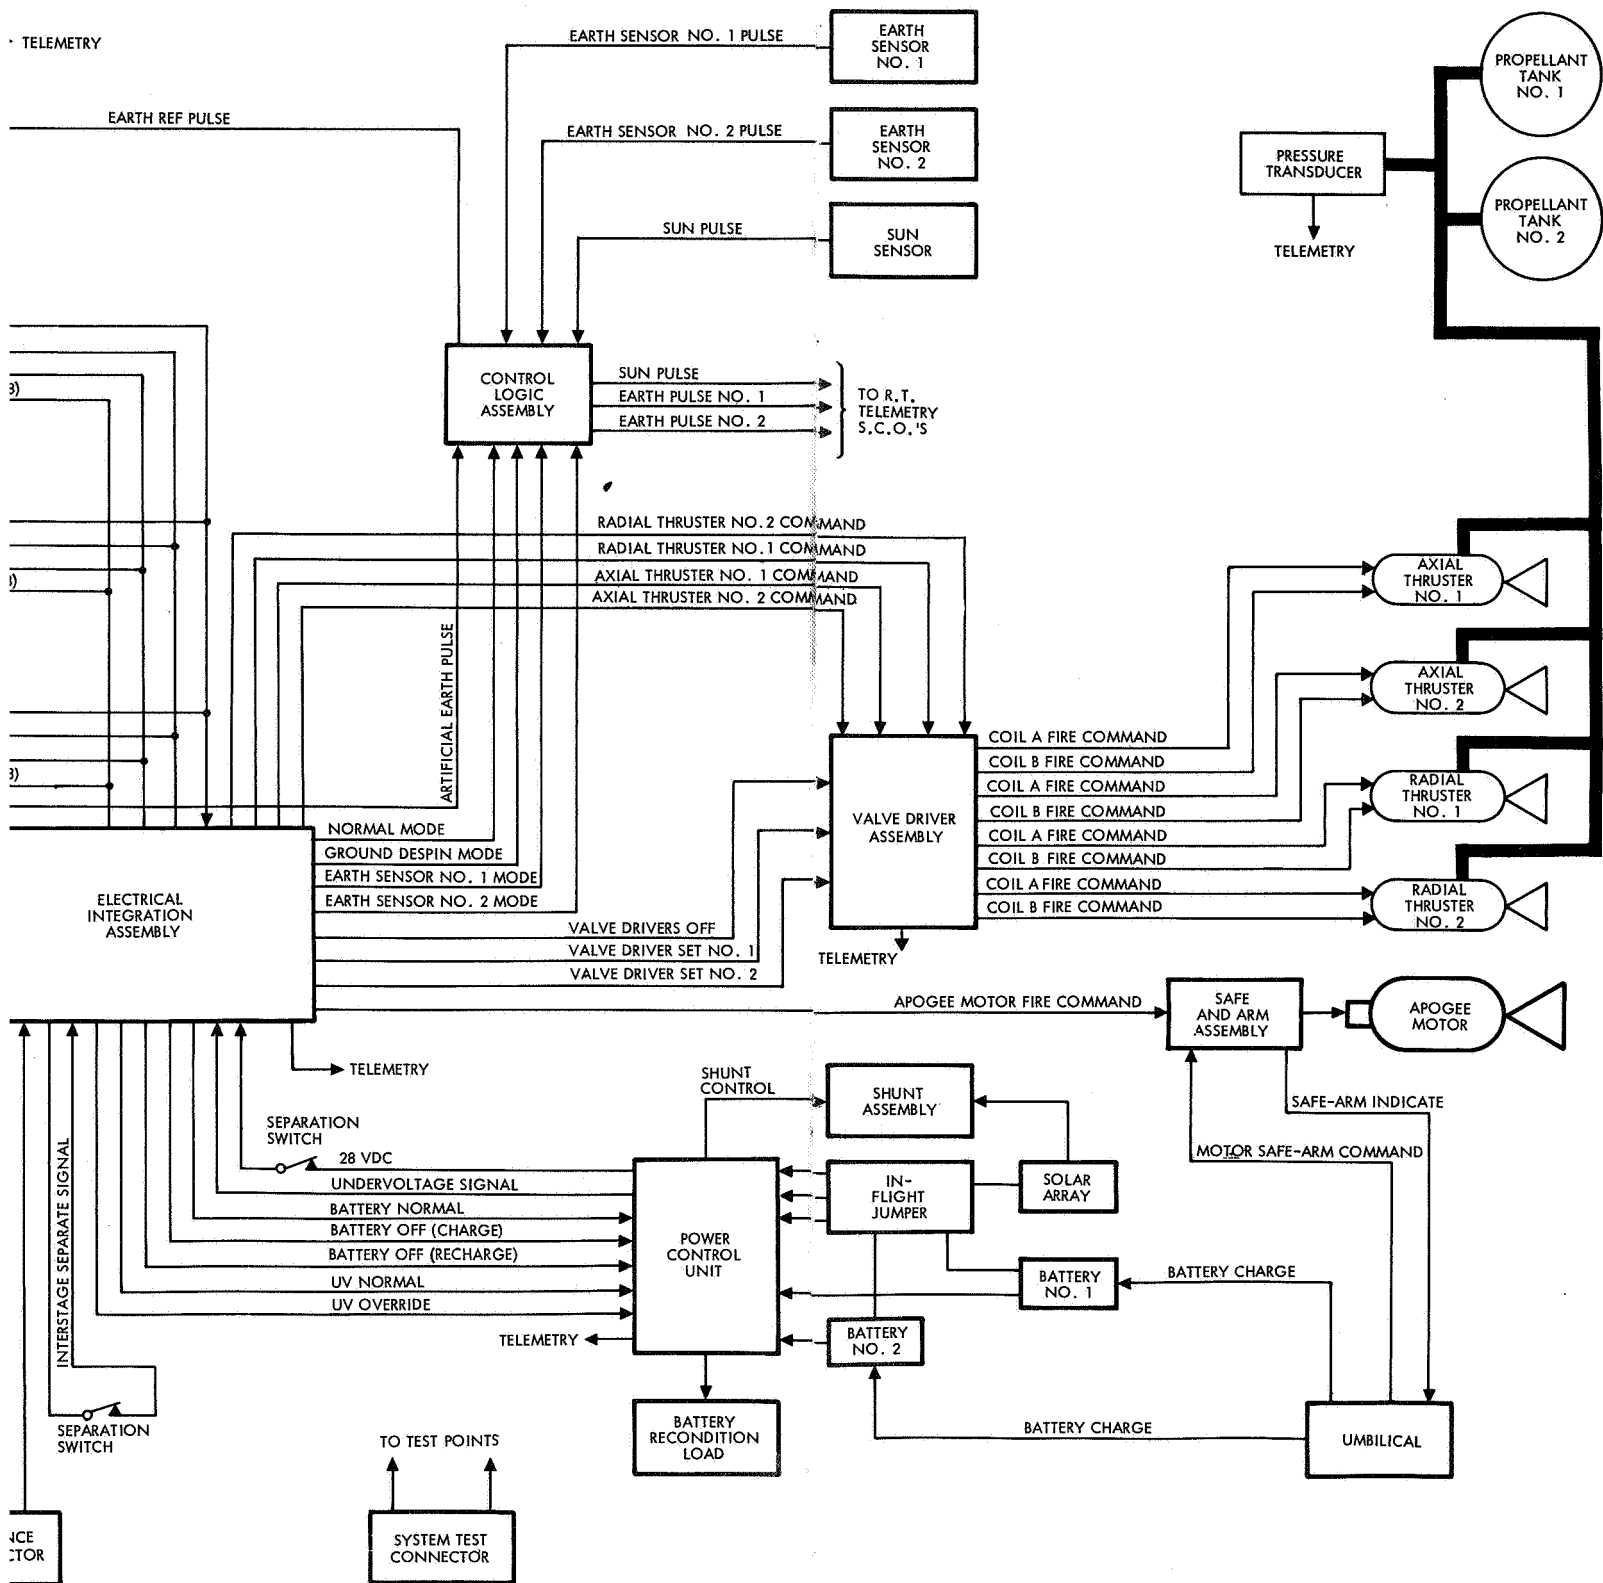 TELEMETRY
EARTH SENSOR NO. 1 PULSE
EARTH
SENSOR
NO. 1
PROPELLANT
TANK
NO. 1
EARTH REF PULSE
EARTH SENSOR NO. 2 PULSE
EARTH
SENSOR
NO. 2
PRESSURE
TRANSDUCER
PROPELLANT
TANK
NO. 2
SUN PULSE
SUN
SENSOR
TELEMETRY
CONTROL
LOGIC
ASSEMBLY
SUN PULSE
EARTH PULSE NO. 1
EARTH PULSE NO. 2
TO R.T.
TELEMETRY
S.C.O.'S
RADIAL THRUSTER NO. 2 COMMAND
RADIAL THRUSTER NO. 1 COMMAND
AXIAL THRUSTER NO. 1 COMMAND
AXIAL THRUSTER NO. 2 COMMAND
AXIAL
THRUSTER
NO. 1
ARTIFICIAL EARTH PULSE
AXIAL
THRUSTER
NO. 2
COIL A FIRE COMMAND
COIL B FIRE COMMAND
COIL A FIRE COMMAND
COIL B FIRE COMMAND
COIL A FIRE COMMAND
COIL B FIRE COMMAND
COIL A FIRE COMMAND
COIL B FIRE COMMAND
RADIAL
THRUSTER
NO. 1
VALVE DRIVER
ASSEMBLY
RADIAL
THRUSTER
NO. 2
NORMAL MODE
GROUND DESPIN MODE
EARTH SENSOR NO. 1 MODE
EARTH SENSOR NO. 2 MODE
ELECTRICAL
INTEGRATION
ASSEMBLY
VALVE DRIVERS OFF
VALVE DRIVER SET NO. 1
VALVE DRIVER SET NO. 2
TELEMETRY
APOGEE MOTOR FIRE COMMAND
SAFE
AND ARM
ASSEMBLY
APOGEE
MOTOR
TELEMETRY
SHUNT
CONTROL
SHUNT
ASSEMBLY
SAFE-ARM INDICATE
SEPARATION
SWITCH
28 VDC
MOTOR SAFE-ARM COMMAND
INTERSTAGE SEPARATE SIGNAL
UNDERVOLTAGE SIGNAL
BATTERY NORMAL
BATTERY OFF (CHARGE)
BATTERY OFF (RECHARGE)
UV NORMAL
UV OVERRIDE
POWER
CONTROL
UNIT
IN-
FLIGHT
JUMPER
SOLAR
ARRAY
BATTERY
NO. 1
BATTERY CHARGE
TELEMETRY
BATTERY
NO. 2
SEPARATION
SWITCH
BATTERY
RECONDITION
LOAD
BATTERY CHARGE
UMBILICAL
TO TEST POINTS
SYSTEM TEST
CONNECTOR